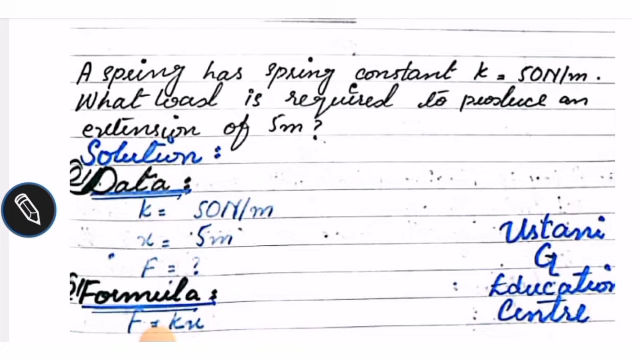 A spring has spring constant k = 50N/m.
What load is required to produce an
extension of 5m?
Solution:
Data:
k = 50N/m
x = 5m
F = ?
Formula:
F = kx
Ustani
G
Education
Centre